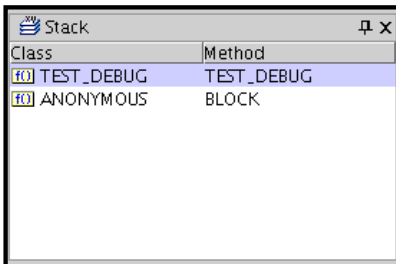 Stack
Class Method
f() TEST_DEBUG TEST_DEBUG
f() ANONYMOUS BLOCK